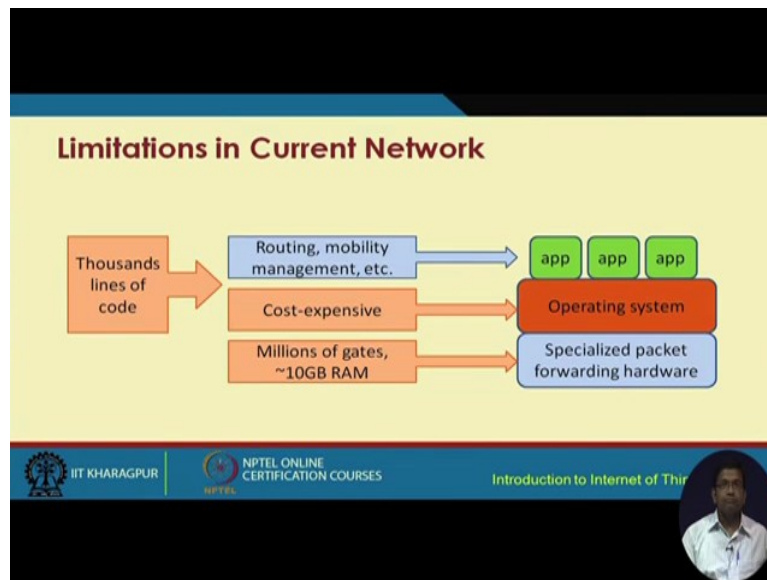 Limitations in Current Network
Thousands
lines of
code
Routing, mobility
management, etc.
Cost-expensive
Millions of gates,
~10GB RAM
app app app
Operating system
Specialized packet
forwarding hardware
IIT KHARAGPUR
NPTEL
NPTEL ONLINE
CERTIFICATION COURSES
Introduction to Internet of Thin